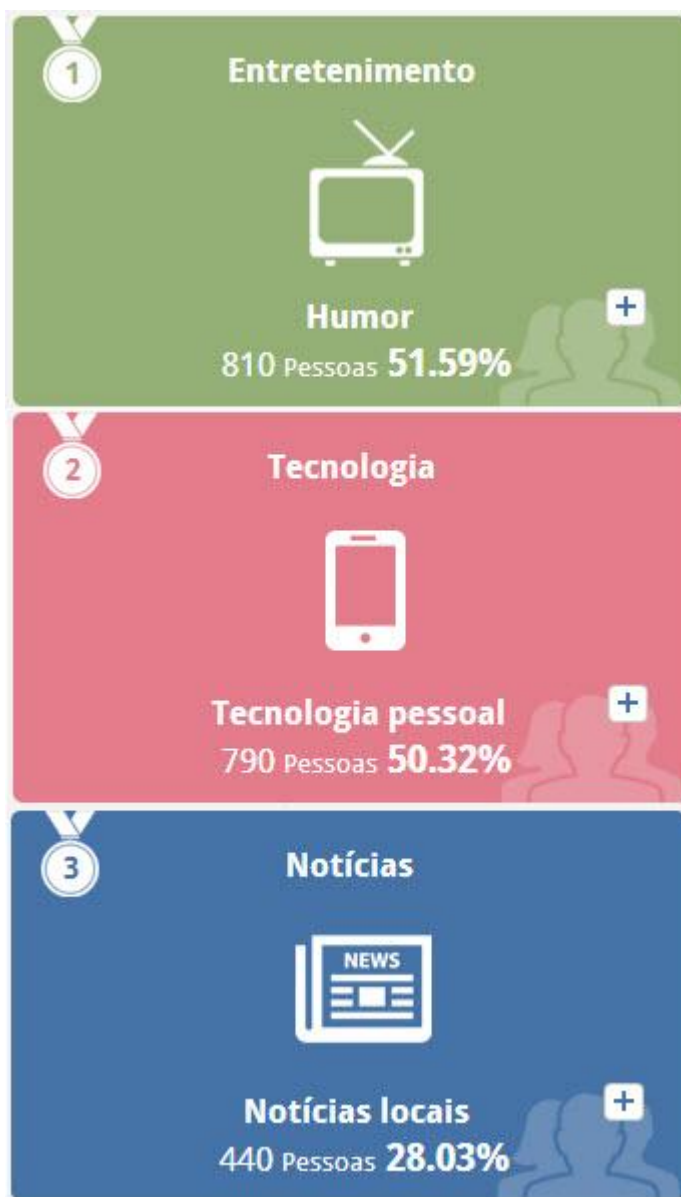 1
Entretenimento
Humor
+
810 Pessoas 51.59%
2
Tecnologia
Tecnologia pessoal
+
790 Pessoas 50.32%
3
Notícias
NEWS
Notícias locais
+
440 Pessoas 28.03%